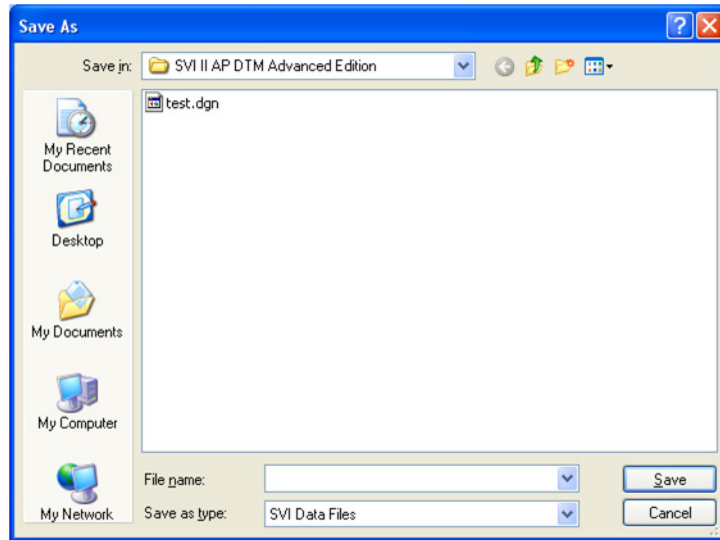 Save As
Save in: SVI II AP DTM Advanced Edition
test.dgn
My Recent
Documents
Desktop
My Documents
My Computer
My Network
File name:
Save
Save as type: SVI Data Files
Cancel